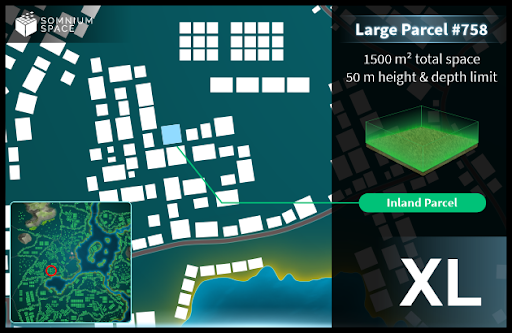 SOMNIUM
SPACE
Large Parcel #758
1500 m² total space
50 m height & depth limit
Inland Parcel
XL